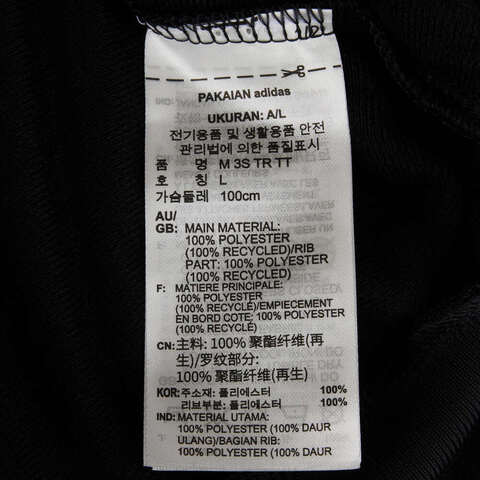 1/2
PAKAIAN adidas
UKURAN: A/L
전기용품 및 생활용품 안전
관리법에 의한 품질표시
품 명 M 3S TR TT
호 칭 L
가슴둘레 100cm
AU/
GB: MAIN MATERIAL:
100% POLYESTER
(100% RECYCLED)/RIB
PART: 100% POLYESTER
(100% RECYCLED)
F: MATIERE PRINCIPALE:
100% POLYESTER
(100% RECYCLÉ)/EMPIECEMENT
EN BORD COTE: 100% POLYESTER
(100% RECYCLÉ)
CN: 主料: 100% 聚酯纤维(再
生)/罗纹部分:
100% 聚酯纤维(再生)
KOR: 주소재: 폴리에스터 100%
리브부분: 폴리에스터 100%
IND: MATERIAL UTAMA:
100% POLYESTER (100% DAUR
ULANG)/BAGIAN RIB:
100% POLYESTER (100% DAUR